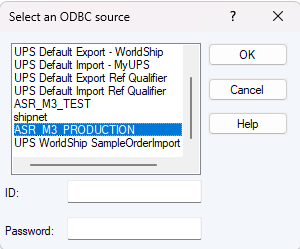 Select an ODBC source
?
UPS Default Export - WorldShip
UPS Default Import - MyUPS
UPS Default Export Ref Qualifier
UPS Default Import Ref Qualifier
ASR_M3_TEST
shipnet
ASR_M3_PRODUCTION
UPS WorldShip SampleOrderImport
OK
Cancel
Help
ID:
Password: